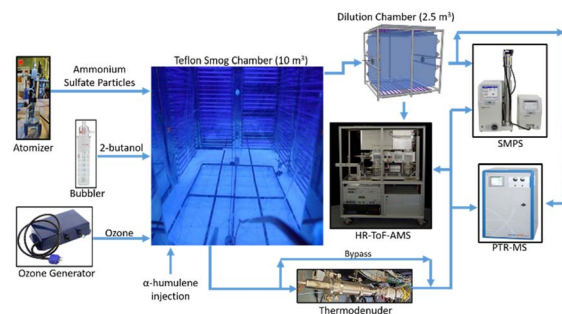 Dilution Chamber (2.5 m³)
Teflon Smog Chamber (10 m³)
Ammonium
Sulfate Particles
Atomizer
SMPS
2-butanol
Bubbler
HR-ToF-AMS
Ozone
PTR-MS
Ozone Generator
Bypass
α-humulene
injection
Thermodenuder